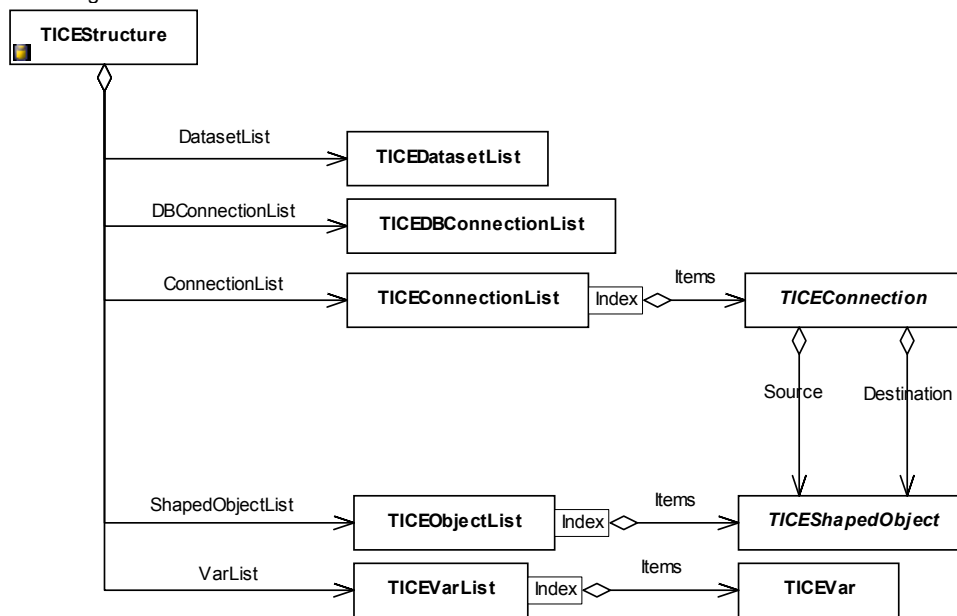 TICEStructure
DatasetList
TICEDatasetList
DBConnectionList
TICEDBConnectionList
ConnectionList
TICEConnectionList
Index
Items
TICEConnection
Source
Destination
ShapedObjectList
TICEObjectList
Index
Items
TICEShapedObject
VarList
TICEVarList
Index
Items
TICEVar